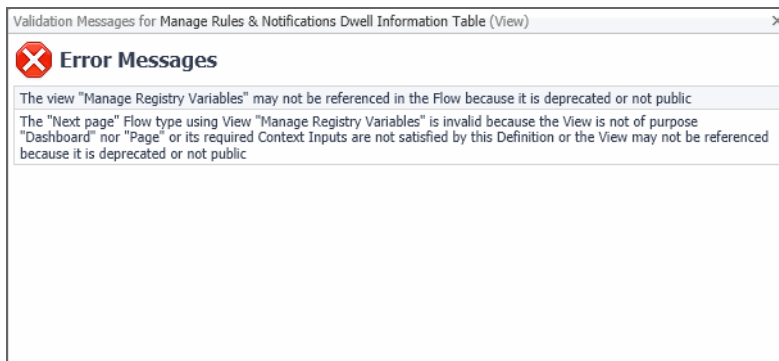 Validation Messages for Manage Rules & Notifications Dwell Information Table (View)
Error Messages
The view "Manage Registry Variables" may not be referenced in the Flow because it is deprecated or not public
The "Next page" Flow type using View "Manage Registry Variables" is invalid because the View is not of purpose
"Dashboard" nor "Page" or its required Context Inputs are not satisfied by this Definition or the View may not be referenced
because it is deprecated or not public